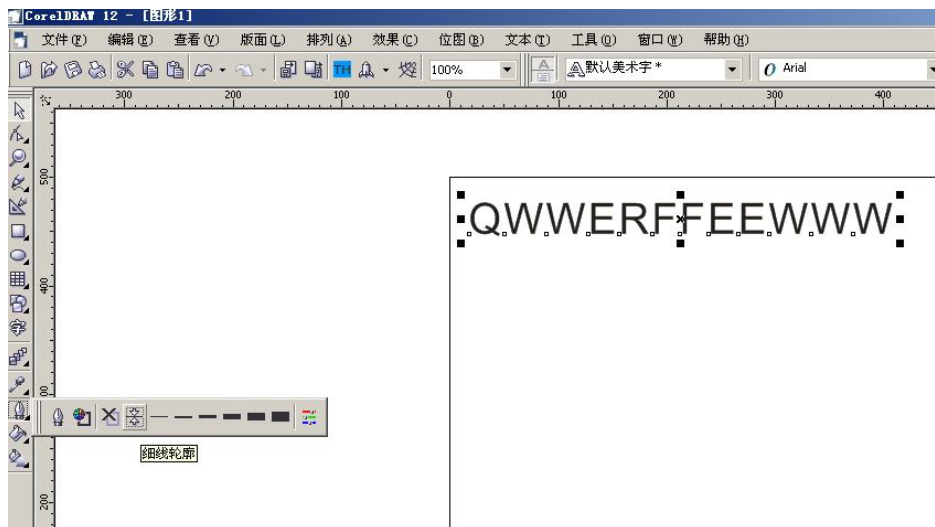 CorelDRAW 12 - [图形1]
文件(F) 编辑(E) 查看(V) 版面(L) 排列(A) 效果(C) 位图(B) 文本(T) 工具(O) 窗口(W) 帮助(H)
TH 100% 默认美术字* O Arial
300 200 100 0 100 200 300 400
500
QWWERFFEEWWW
400
字
细线轮廓
200